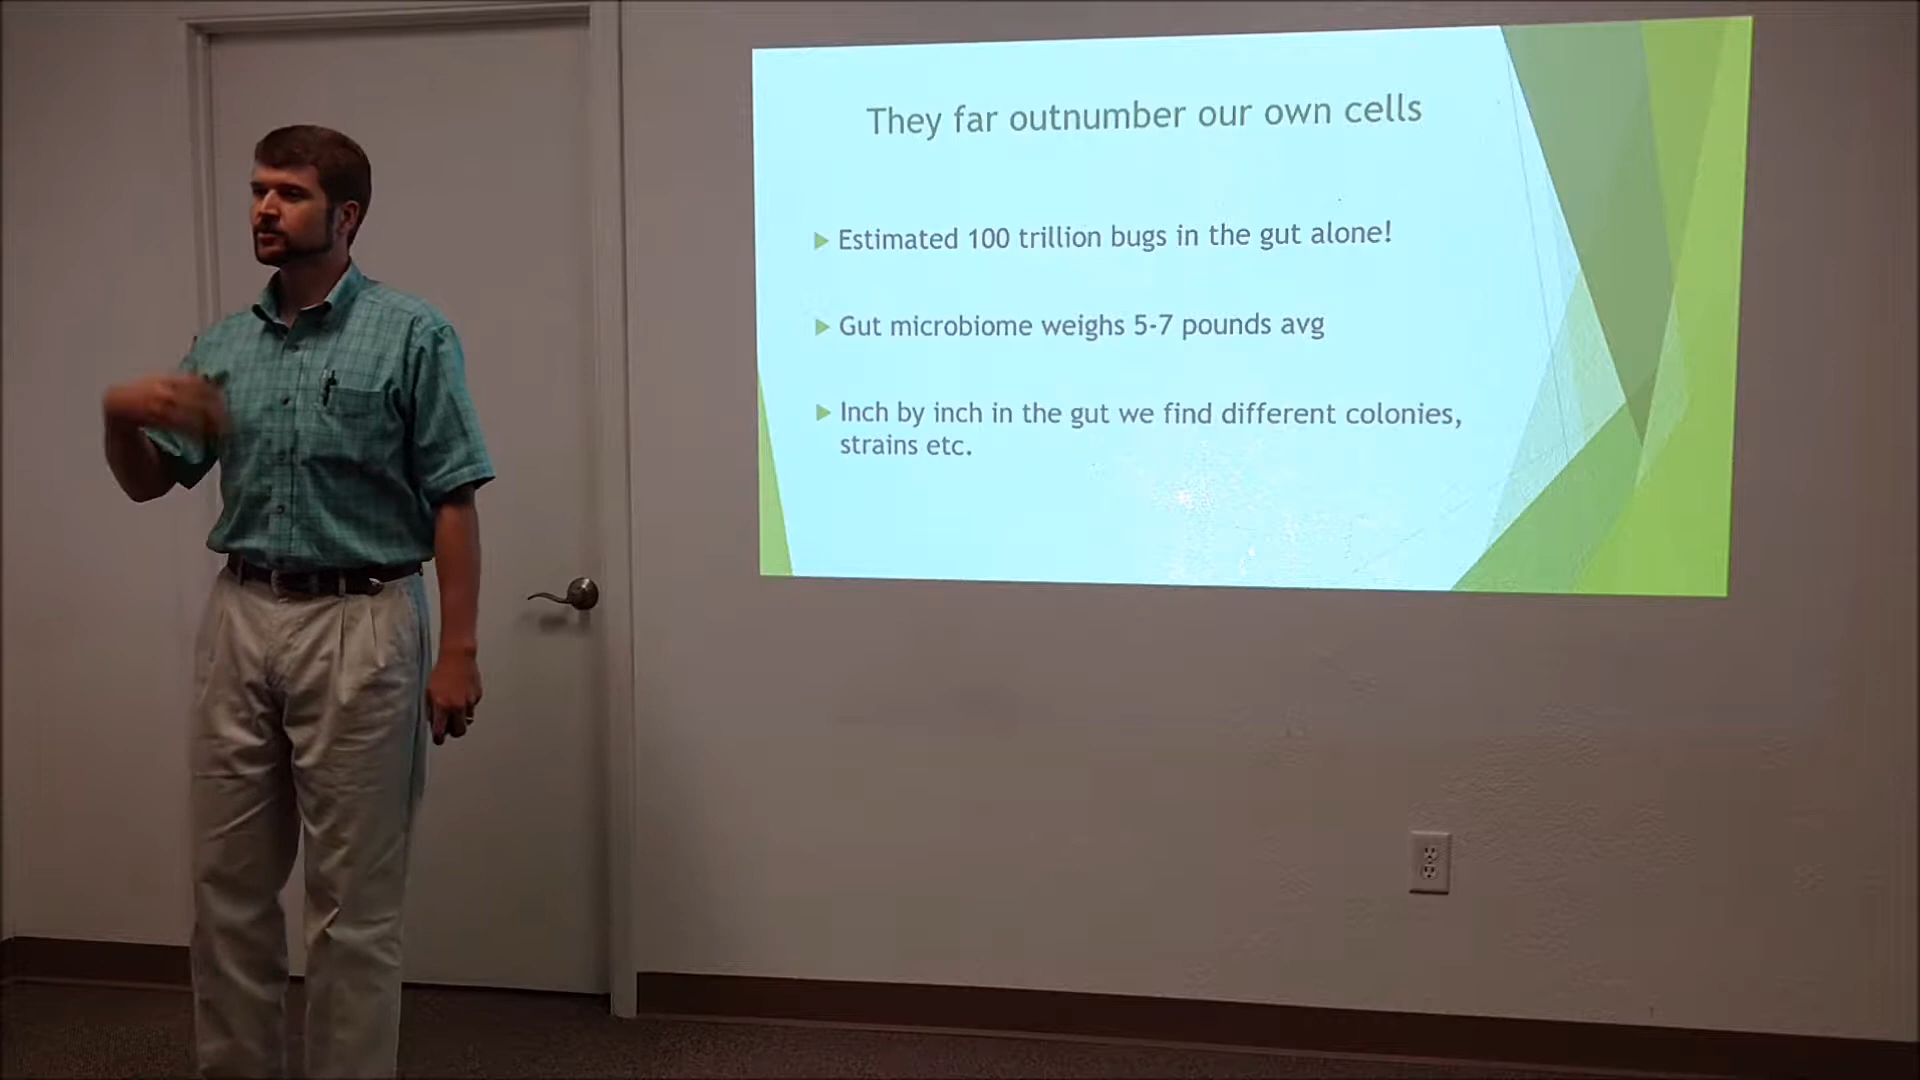 They far outnumber our own cells
Estimated 100 trillion bugs in the gut alone!
Gut microbiome weighs 5-7 pounds avg
Inch by inch in the gut we find different colonies,
strains etc.